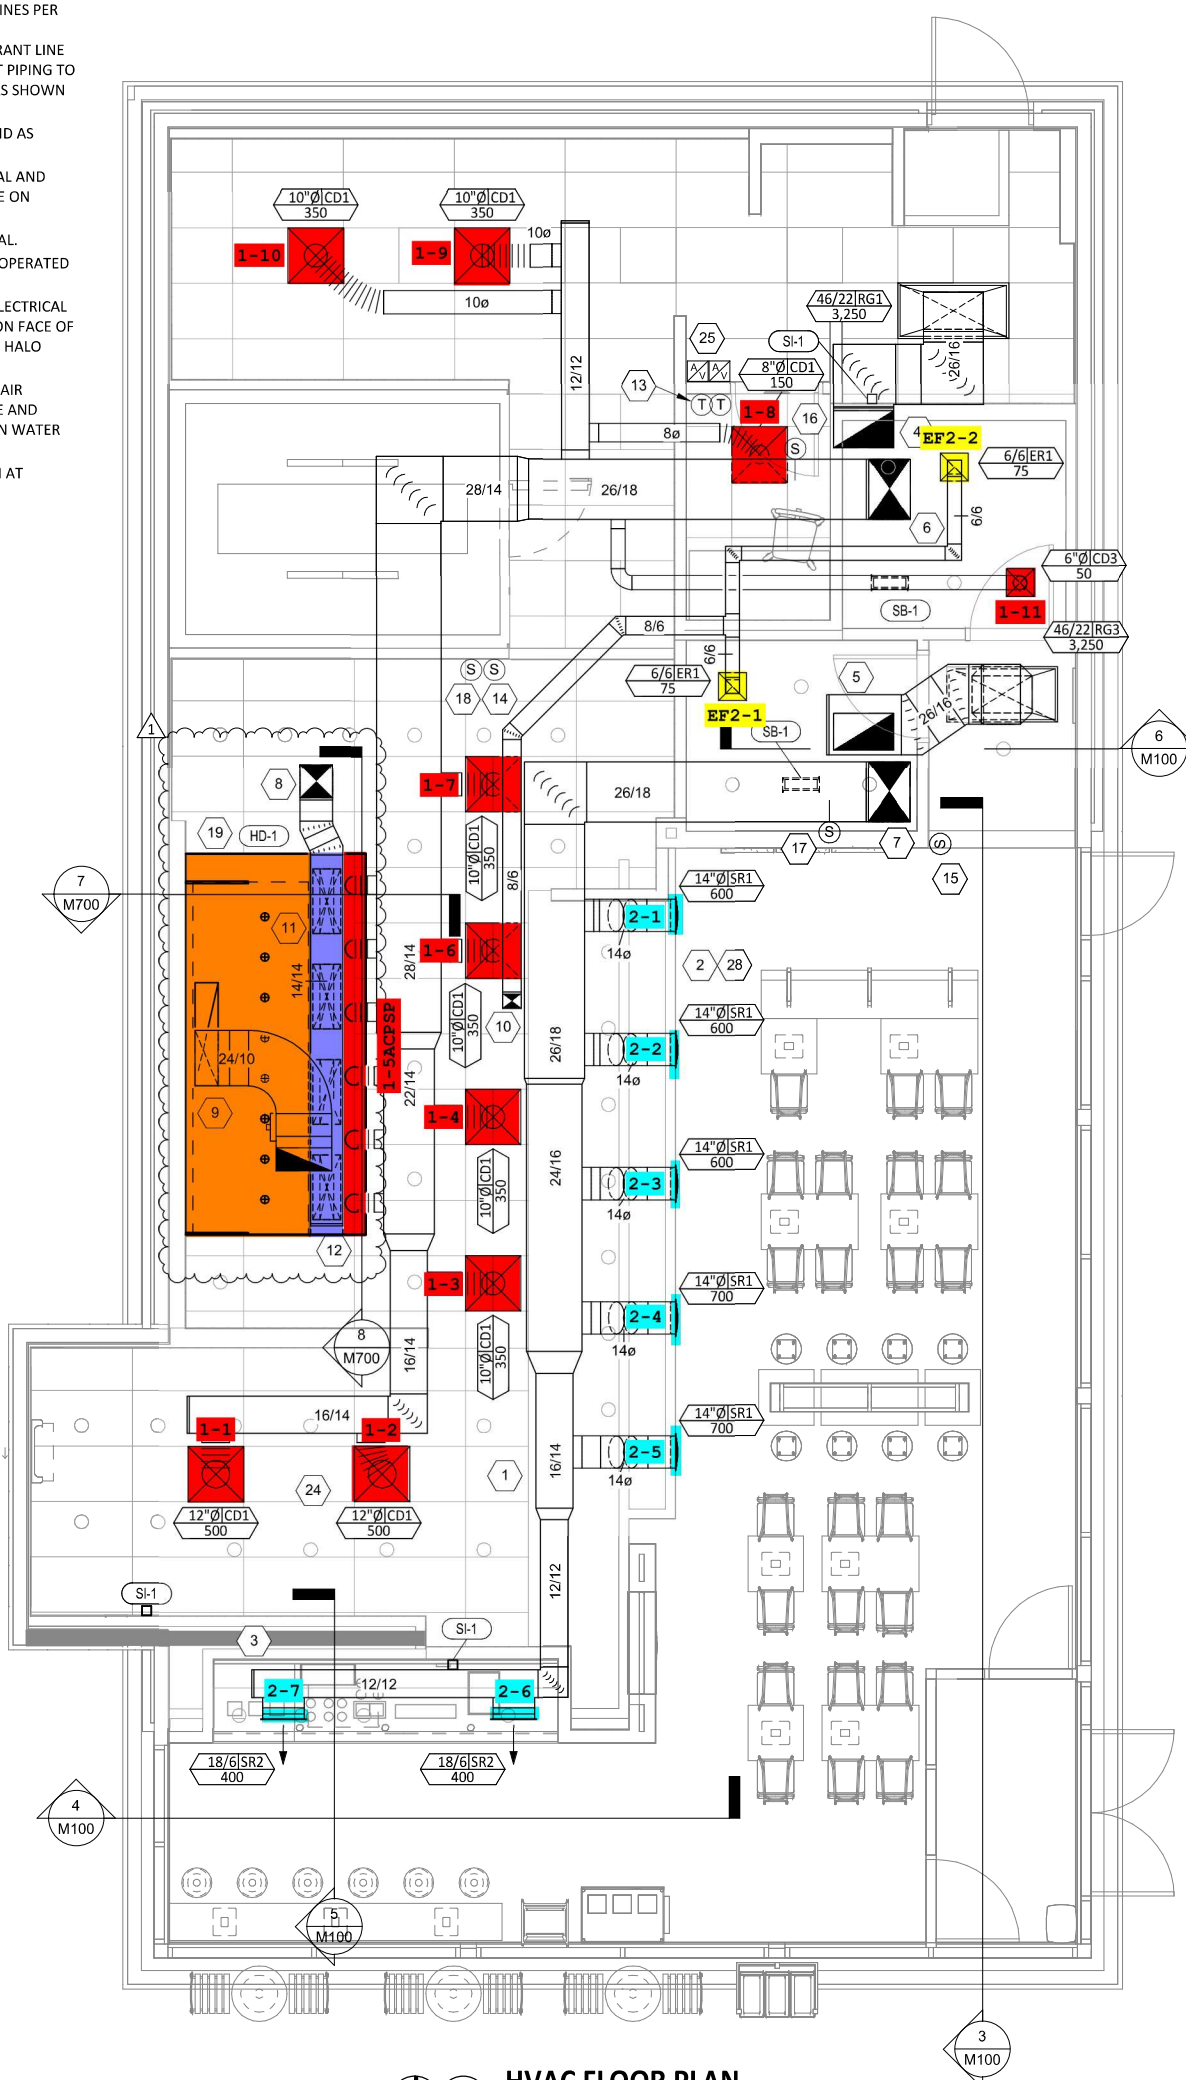 INES PER
RANT LINE
T PIPING TO
AS SHOWN
ND AS
AL AND
E ON
AL.
OPERATED
LECTRICAL
ON FACE OF
HALO
AIR
E AND
N WATER
N AT
10"Ø CD1
350
10"Ø CD1
350
1-10
1-9
10ø
10ø
46/22 RG1
3,250
26/16
SI-1
25
A/V A/V
8"Ø CD1
150
13
T T
1-8
16
12/12
8ø
S
4
EF2-2
6/6 ER1
75
28/14
26/18
6
6/6
6"Ø CD3
50
1-11
SB-1
46/22 RG3
3,250
8/6
6/6
6/6 ER1
75
S S
18
14
5
26/16
EF2-1
SB-1
1
6
M100
8
1-7
26/18
19
HD-1
10"Ø CD1
350
8/6
17
S
7
S
15
7
M700
14"Ø SR1
600
2-1
14ø
11
1-6
28/14
2
28
14/14
10"Ø CD1
350
10
14"Ø SR1
600
1-5ACPSP
26/18
2-2
14ø
24/10
22/14
9
1-4
14"Ø SR1
600
24/16
2-3
14ø
10"Ø CD1
350
12
1-3
14"Ø SR1
700
2-4
14ø
8
M700
16/14
10"Ø CD1
350
16/14
1-1
1-2
14"Ø SR1
700
2-5
14ø
16/14
24
1
12"Ø CD1
500
12"Ø CD1
500
SI-1
12/12
3
SI-1
2-7
12/12
2-6
18/6 SR2
400
18/6 SR2
400
4
M100
5
M100
3
M100
HVAC FLOOR PLAN